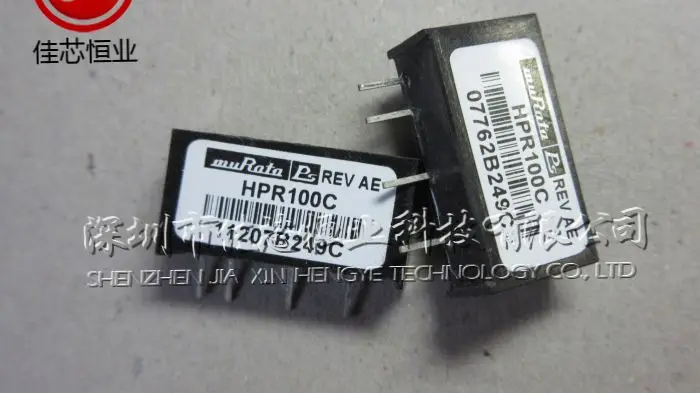 佳芯恒业
muRata Ps REV AE
HPR100C
11207B249C
muRata Ps REV AE
HPR100C
07762B249C
深圳市佳芯恒业科技有限公司
SHENZHEN JIA XIN HENGYE TECHNOLOGY CO., LTD